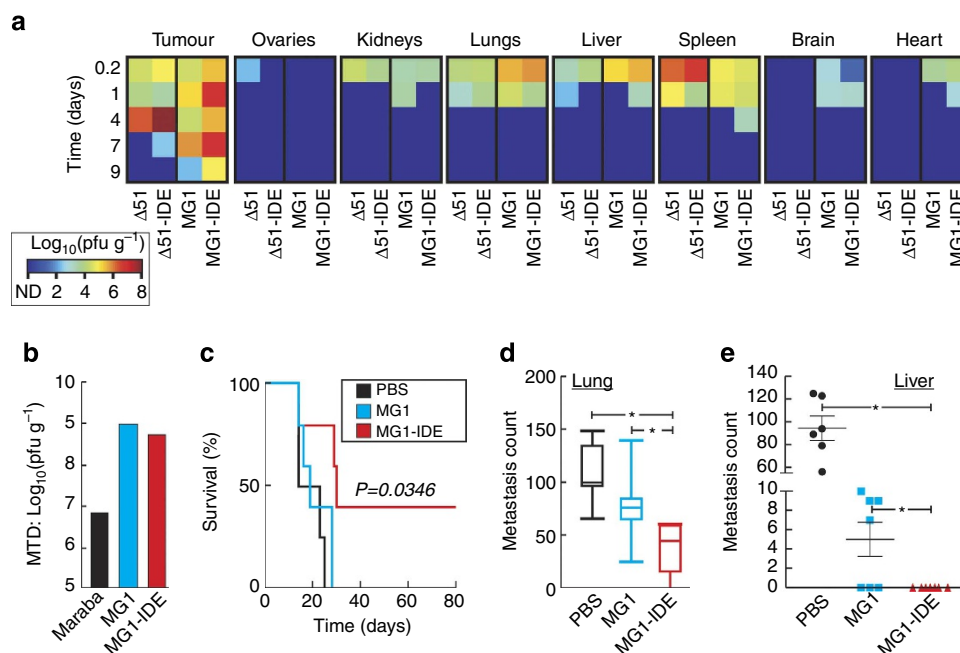 a
Tumour Ovaries Kidneys Lungs Liver Spleen Brain Heart
Time (days)
0.2
1
4
7
9
Δ51 Δ51-IDE MG1 MG1-IDE Δ51 Δ51-IDE MG1 MG1-IDE Δ51 Δ51-IDE MG1 MG1-IDE Δ51 Δ51-IDE MG1 MG1-IDE Δ51 Δ51-IDE MG1 MG1-IDE Δ51 Δ51-IDE MG1 MG1-IDE Δ51 Δ51-IDE MG1 MG1-IDE Δ51 Δ51-IDE MG1 MG1-IDE
Log10(pfu g−1)
ND 2 4 6 8
b
MTD: Log10(pfu g−1)
10
5
8
7
6
5
Maraba MG1 MG1-IDE
c
Survival (%)
100
50
0
PBS
MG1
MG1-IDE
P=0.0346
0 20 40 60 80
Time (days)
d
Lung
Metastasis count
200
150
100
50
0
* 
*
PBS MG1 MG1-IDE
e
Liver
Metastasis count
140
120
100
80
60
40
10
8
6
4
2
0
*
*
PBS MG1 MG1-IDE